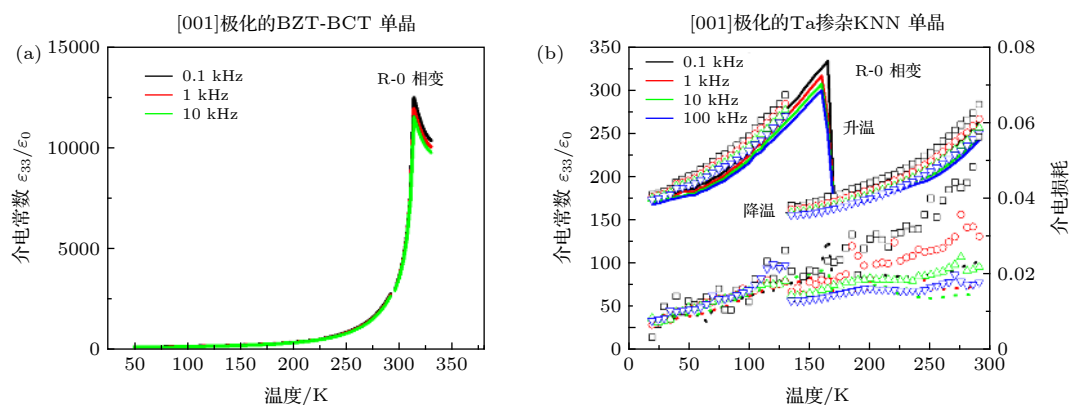 [001]极化的BZT-BCT 单晶
(a)
15000
10000
5000
0
介电常数 ε33/ε0
0.1 kHz
1 kHz
10 kHz
R-0 相变
50 100 150 200 250 300 350
温度/K
[001]极化的Ta掺杂KNN 单晶
(b)
350
300
250
200
150
100
50
0
介电常数 ε33/ε0
0.1 kHz
1 kHz
10 kHz
100 kHz
R-0 相变
升温
降温
0 50 100 150 200 250 300
温度/K
0.08
0.06
0.04
0.02
0
介电损耗